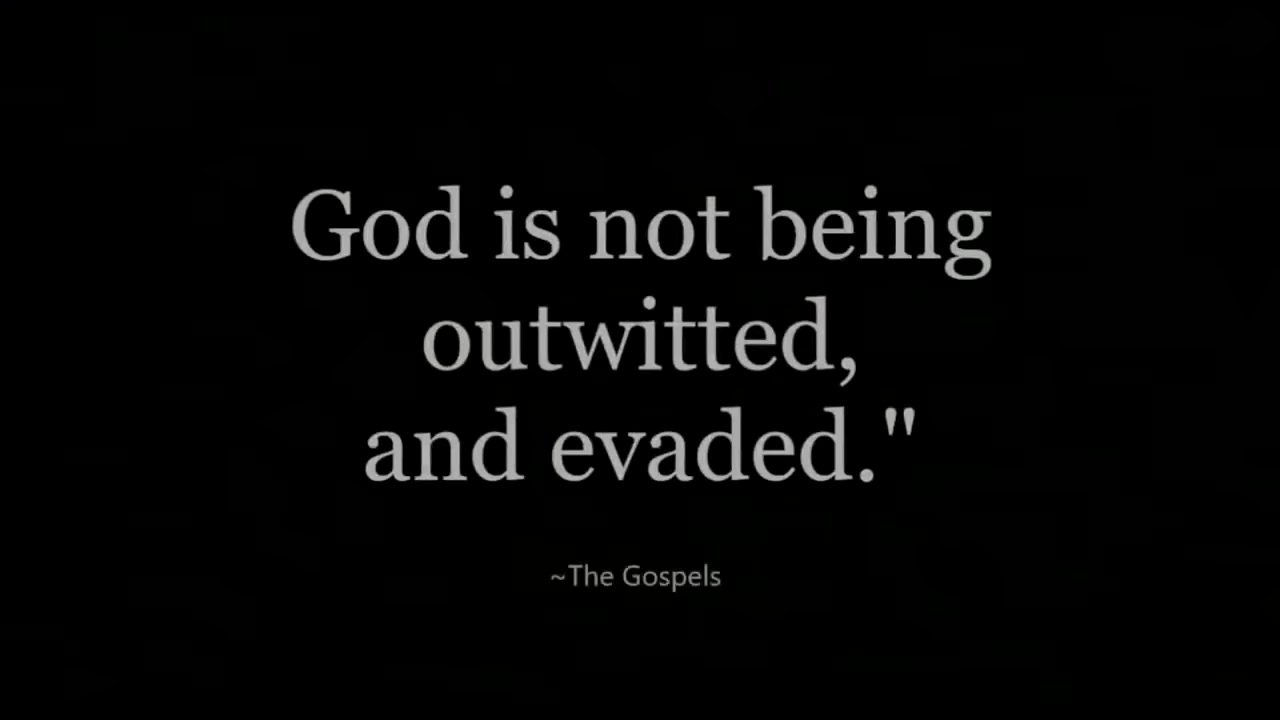 God is not being
outwitted,
and evaded."
~The Gospels